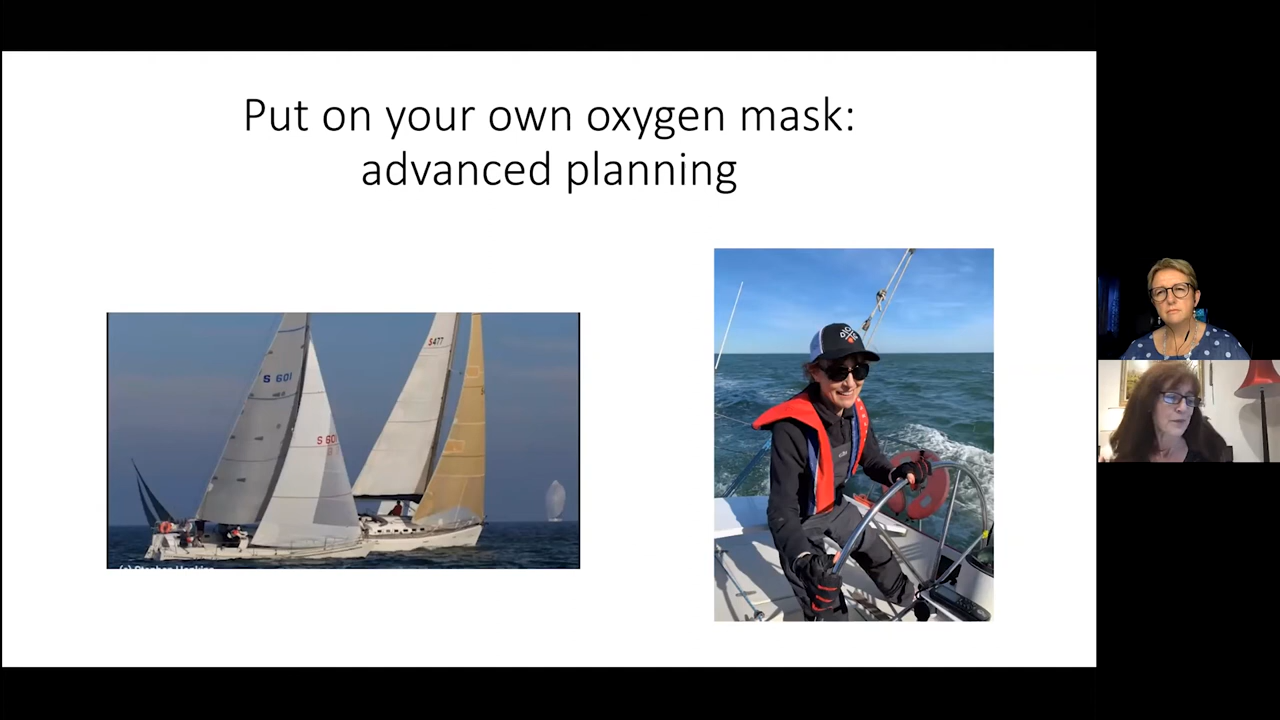 Put on your own oxygen mask:
advanced planning
S 601
S 601
S477